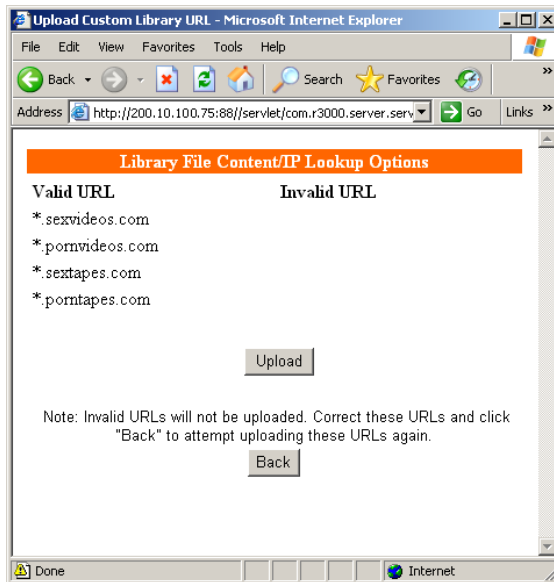 Upload Custom Library URL - Microsoft Internet Explorer
File Edit View Favorites Tools Help
Back Search Favorites »
Address http://200.10.100.75:88//servlet/com.r3000.server.serv Go Links »
Library File Content/IP Lookup Options
Valid URL Invalid URL
*.sexvideos.com
*.pornvideos.com
*.sextapes.com
*.porntapes.com
Upload
Note: Invalid URLs will not be uploaded. Correct these URLs and click
"Back" to attempt uploading these URLs again.
Back
Done Internet